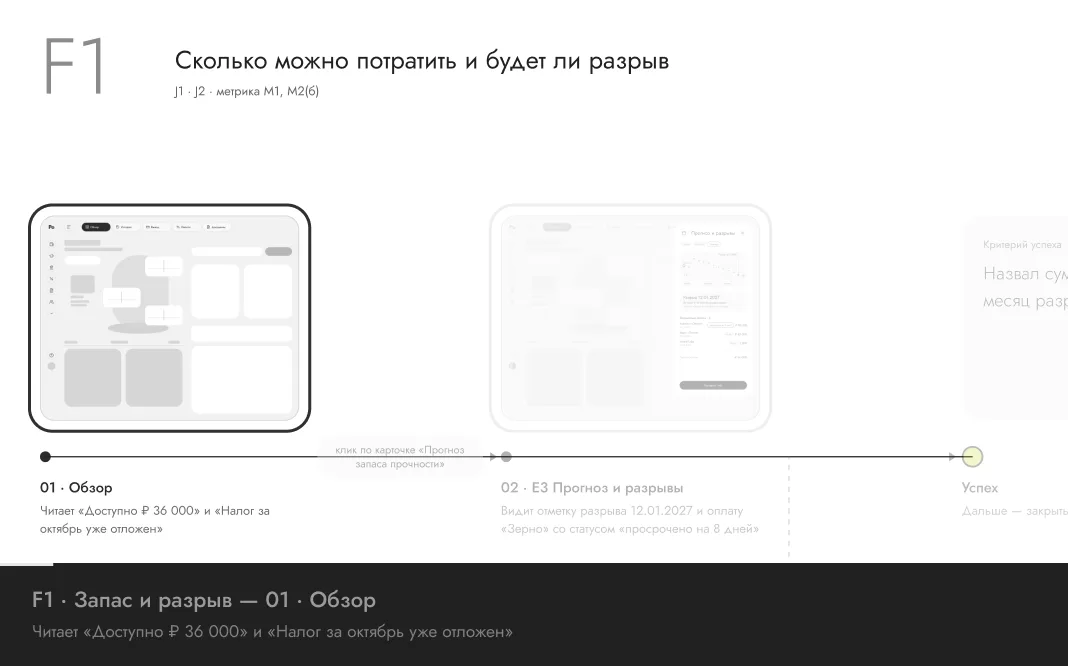 F1
Сколько можно потратить и будет ли разрыв
J1 · J2 · метрика M1, M2(б)
Прогноз и разрывы
Критерий успеха
Назвал сум
месяц разр
клик по карточке «Прогноз
запаса прочности»
01 · Обзор
Читает «Доступно ₽ 36 000» и «Налог за
октябрь уже отложен»
02 · E3 Прогноз и разрывы
Видит отметку разрыва 12.01.2027 и оплату
«Зерно» со статусом «просрочено на 8 дней»
Успех
Дальше — закрыть
F1 · Запас и разрыв — 01 · Обзор
Читает «Доступно ₽ 36 000» и «Налог за октябрь уже отложен»